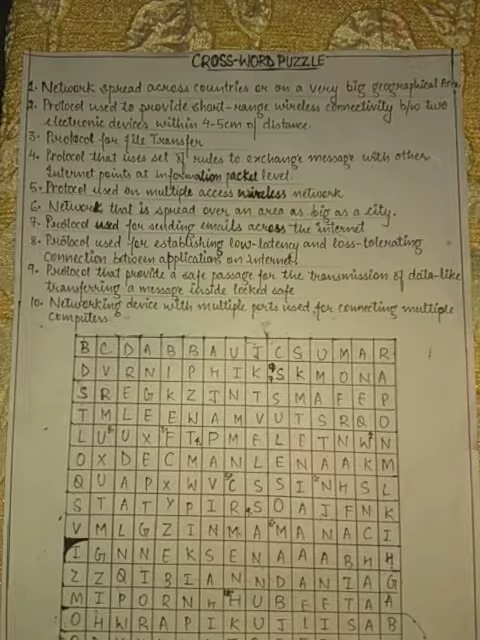 CROSS-WORD PUZZLE
1. Network spread across countries or on a very big geographical Area
2. Protocol used to provide short-range wireless connectivity b/w two
electronic devices within 4-5cm of distance.
3. Protocol for File Transfer
4. Protocol that uses set of rules to exchange message with other
Internet points at information packet level
5. Protocol used on multiple access wireless network
6. Network that is spread over an area as big as a city.
7. Protocol used for sending emails across the internet
8. Protocol used for establishing low-latency and loss-tolerating
connection between application on internet.
9. Protocol that provide a safe passage for the transmission of data-like
transferring a message inside locked safe
10. Networking device with multiple ports used for connecting multiple
computers
B C D A B B A U J C S U M A R
D V R N I P H I K S K M O N A
S R E G K Z J N T S M A F E P
T M L E E W A M V U T S R Q O
L U U X F T P M E L E T N W N
O X D E C M A N L E N A A K M
Q U A P X W V C S S I N H S L
S T A T Y P I R S O A J F N K
V M L G Z I N M A M A N A C I
I G N N E K S E N A A A B H H
Z Z Q I B I A N N D A N I A G
M I P O R N H H U B F E T A A
O H W R A P I K U J L I S A B